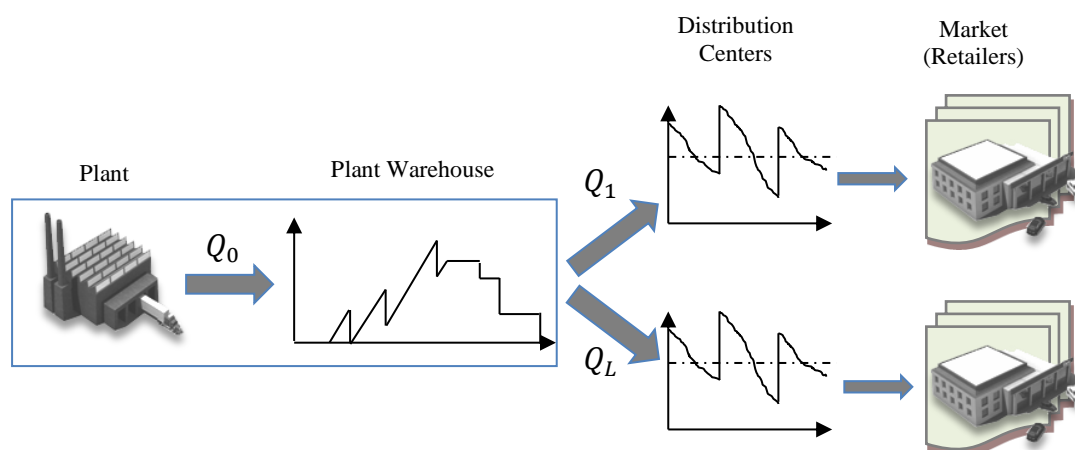 Distribution
Centers
Market
(Retailers)
Plant
Plant Warehouse
Q0
Q1
QL